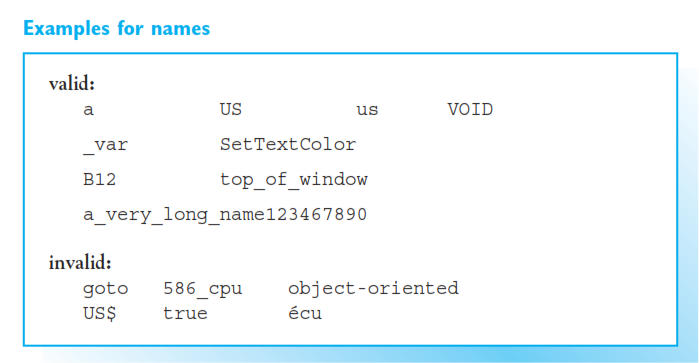 Examples for names
valid:
a US us VOID
_var SetTextColor
B12 top_of_window
a_very_long_name123467890
invalid:
goto 586_cpu object-oriented
US$ true écu